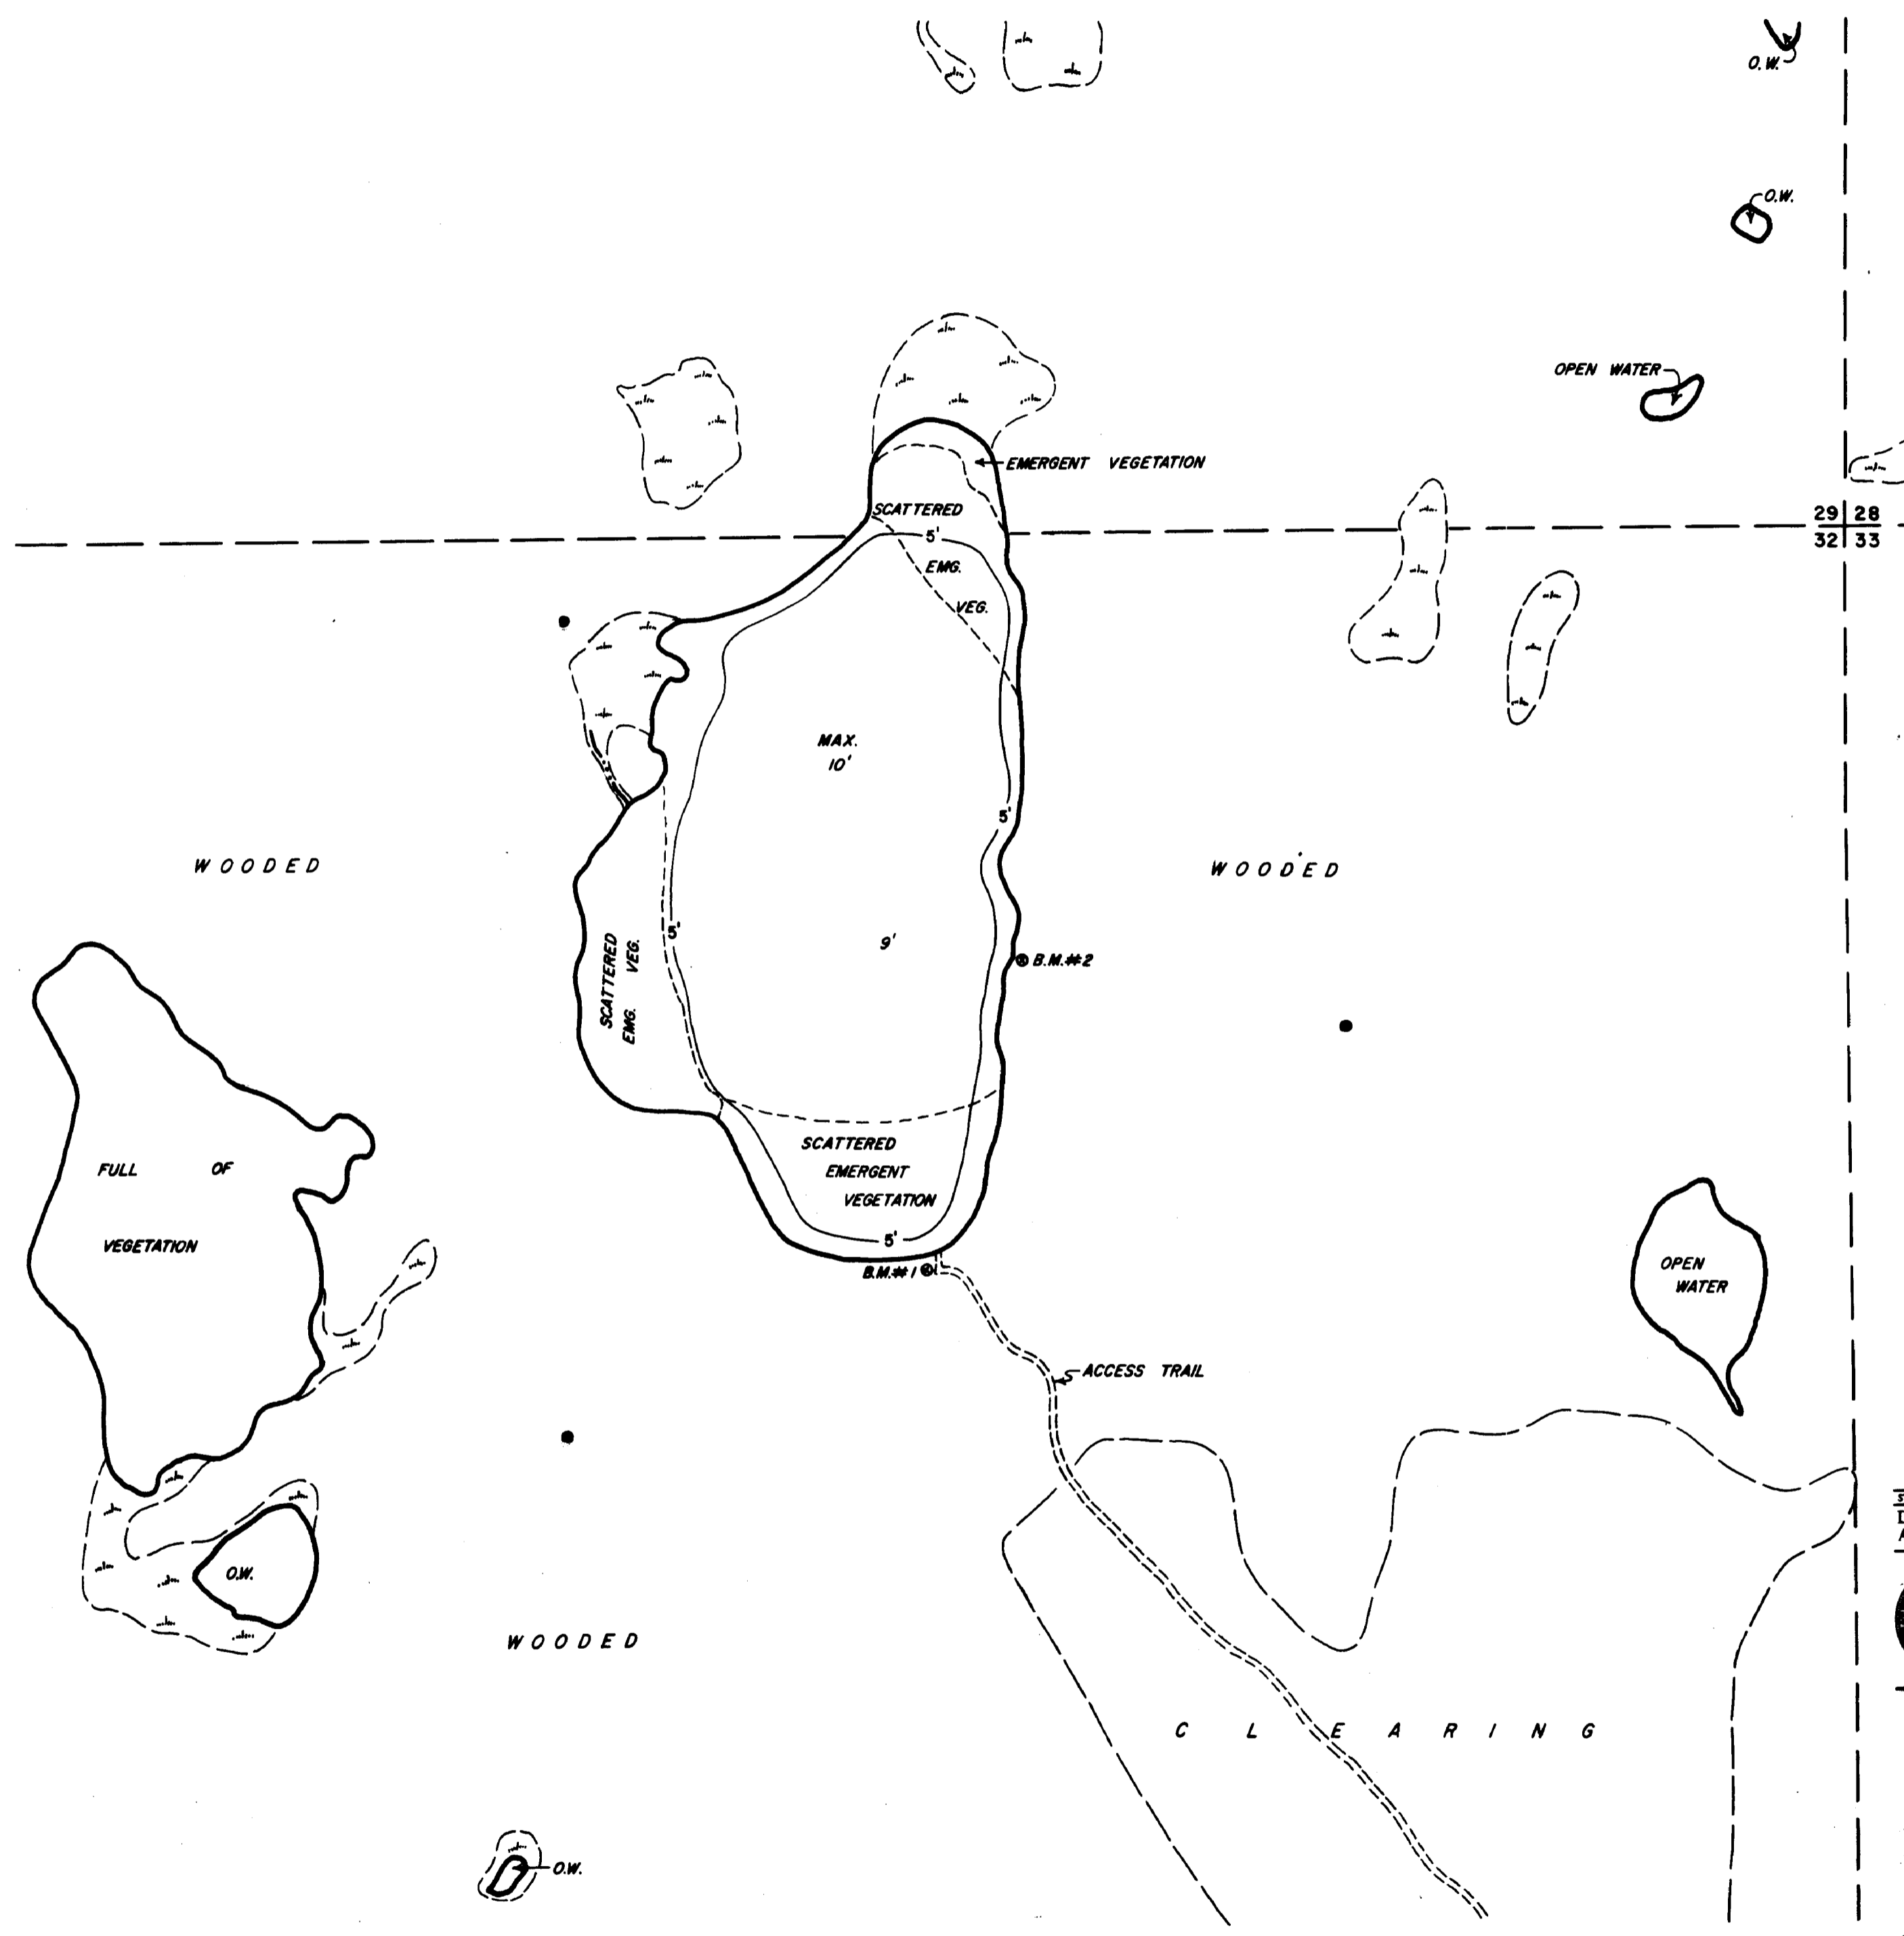 O.W.
O.W.
OPEN WATER
EMERGENT VEGETATION
SCATTERED
29 28
5'
32 33
EMG.
VEG.
MAX.
10'
5'
WOODED
WOODED
5'
9'
SCATTERED
EMG. VEG.
B.M.#2
SCATTERED
FULL OF
EMERGENT
VEGETATION
5'
VEGETATION
OPEN
WATER
B.M.#1
ACCESS TRAIL
O.W.
WOODED
CLEARING
O.W.